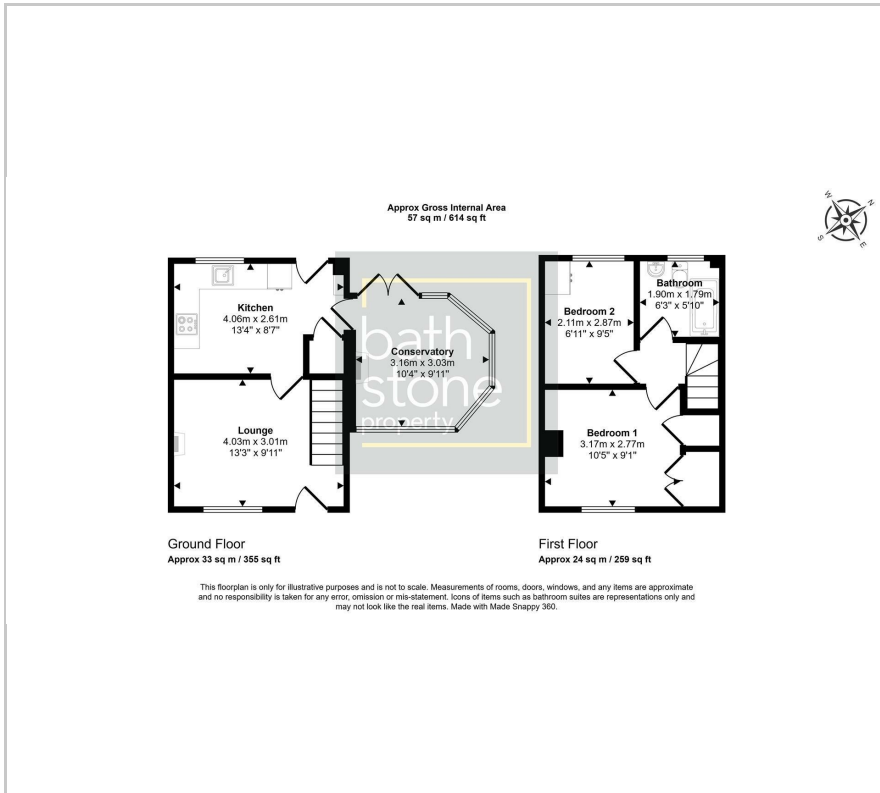 Approx Gross Internal Area
57 sq m / 614 sq ft
W
N
S
E
Kitchen
4.06m x 2.61m
13'4" x 8'7"
Lounge
4.03m x 3.01m
13'3" x 9'11"
Conservatory
3.16m x 3.03m
10'4" x 9'11"
bath
stone
property
Bedroom 2
2.11m x 2.87m
6'11" x 9'5"
Bathroom
1.90m x 1.79m
6'3" x 5'10"
Bedroom 1
3.17m x 2.77m
10'5" x 9'1"
Ground Floor
Approx 33 sq m / 355 sq ft
First Floor
Approx 24 sq m / 259 sq ft
This floorplan is only for illustrative purposes and is not to scale. Measurements of rooms, doors, windows, and any items are approximate
and no responsibility is taken for any error, omission or mis-statement. Icons of items such as bathroom suites are representations only and
may not look like the real items. Made with Made Snappy 360.